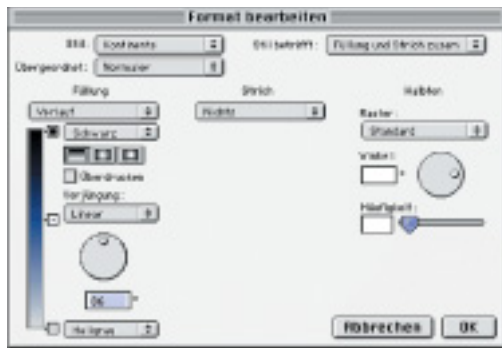 Format bearbeiten
Stil: Kontinente
Stil betrifft: Füllung und Strich zusam
Übergeordnet: Normaler
Füllung
Strich
Halbton
Verlauf
Nichts
Raster:
Schwarz
Standard
Winkel:
Überdrucken
Verjüngung:
Linear
Häufigkeit:
Hellgrau
Abbrechen
OK